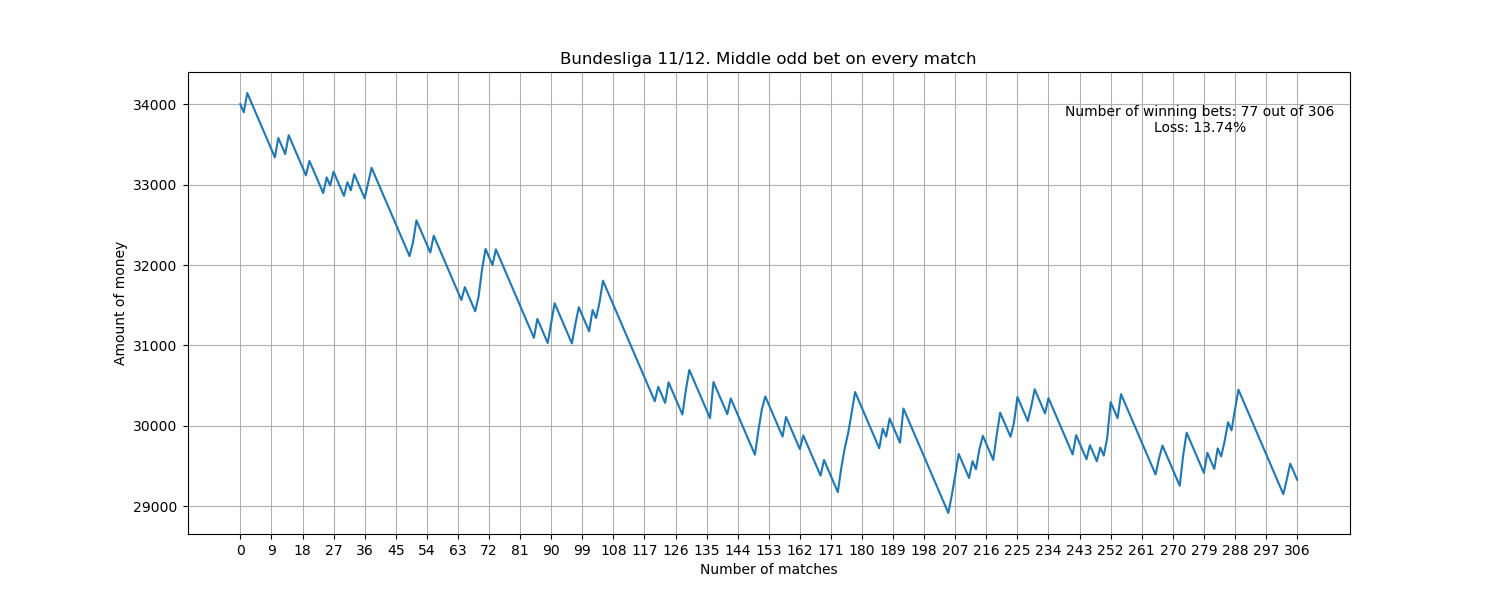 Bundesliga 11/12. Middle odd bet on every match
Number of winning bets: 77 out of 306
Loss: 13.74%
Amount of money
34000
33000
32000
31000
30000
29000
0 9 18 27 36 45 54 63 72 81 90 99 108 117 126 135 144 153 162 171 180 189 198 207 216 225 234 243 252 261 270 279 288 297 306
Number of matches